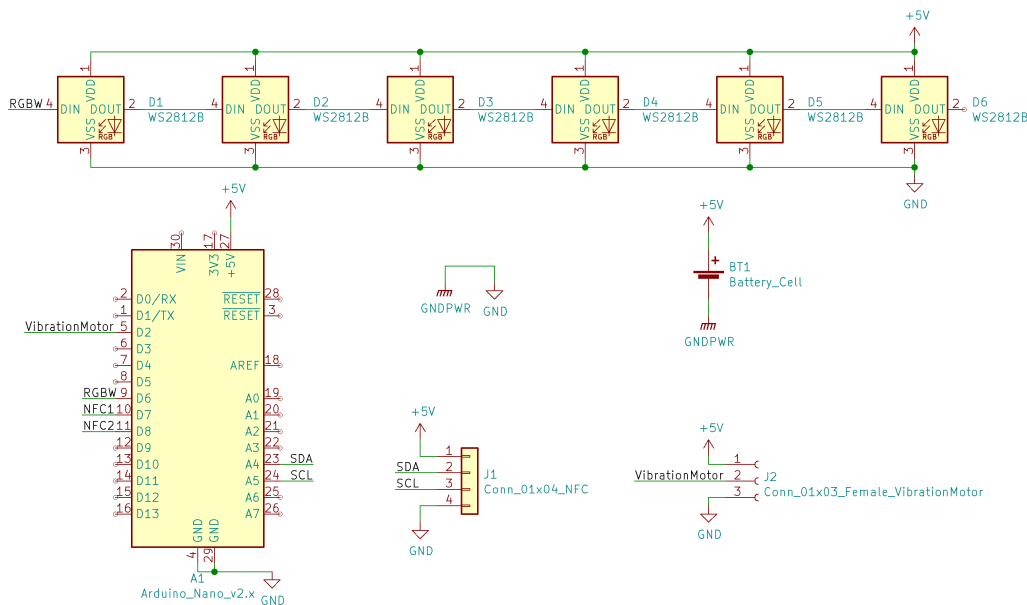 +5V
1 1 1 1 1 1
VDD VDD VDD VDD VDD VDD
RGBW 4 DIN DOUT 2 D1 4 DIN DOUT 2 D2 4 DIN DOUT 2 D3 4 DIN DOUT 2 D4 4 DIN DOUT 2 D5 4 DIN DOUT 2 D6
WS2812B WS2812B WS2812B WS2812B WS2812B WS2812B
VSS RGB VSS RGB VSS RGB VSS RGB VSS RGB VSS RGB
3 3 3 3 3 3
GND
+5V
30 17 27
VIN 3V3 +5V
2 D0/RX RESET 28
1 D1/TX RESET 3
VibrationMotor 5 D2
6 D3
7 D4 AREF 18
8 D5
RGBW 9 D6 A0 19
NFC1 10 D7 A1 20
NFC2 11 D8 A2 21
12 D9 A3 22
13 D10 A4 23 SDA
14 D11 A5 24 SCL
15 D12 A6 25
16 D13 A7 26
GND GND
4 29
A1
Arduino_Nano_v2.x
GND
GNDPWR GND
+5V
+
BT1
Battery_Cell
GNDPWR
+5V
1
SDA 2
SCL 3
4
J1
Conn_01x04_NFC
GND
+5V
1
VibrationMotor 2
3
J2
Conn_01x03_Female_VibrationMotor
GND